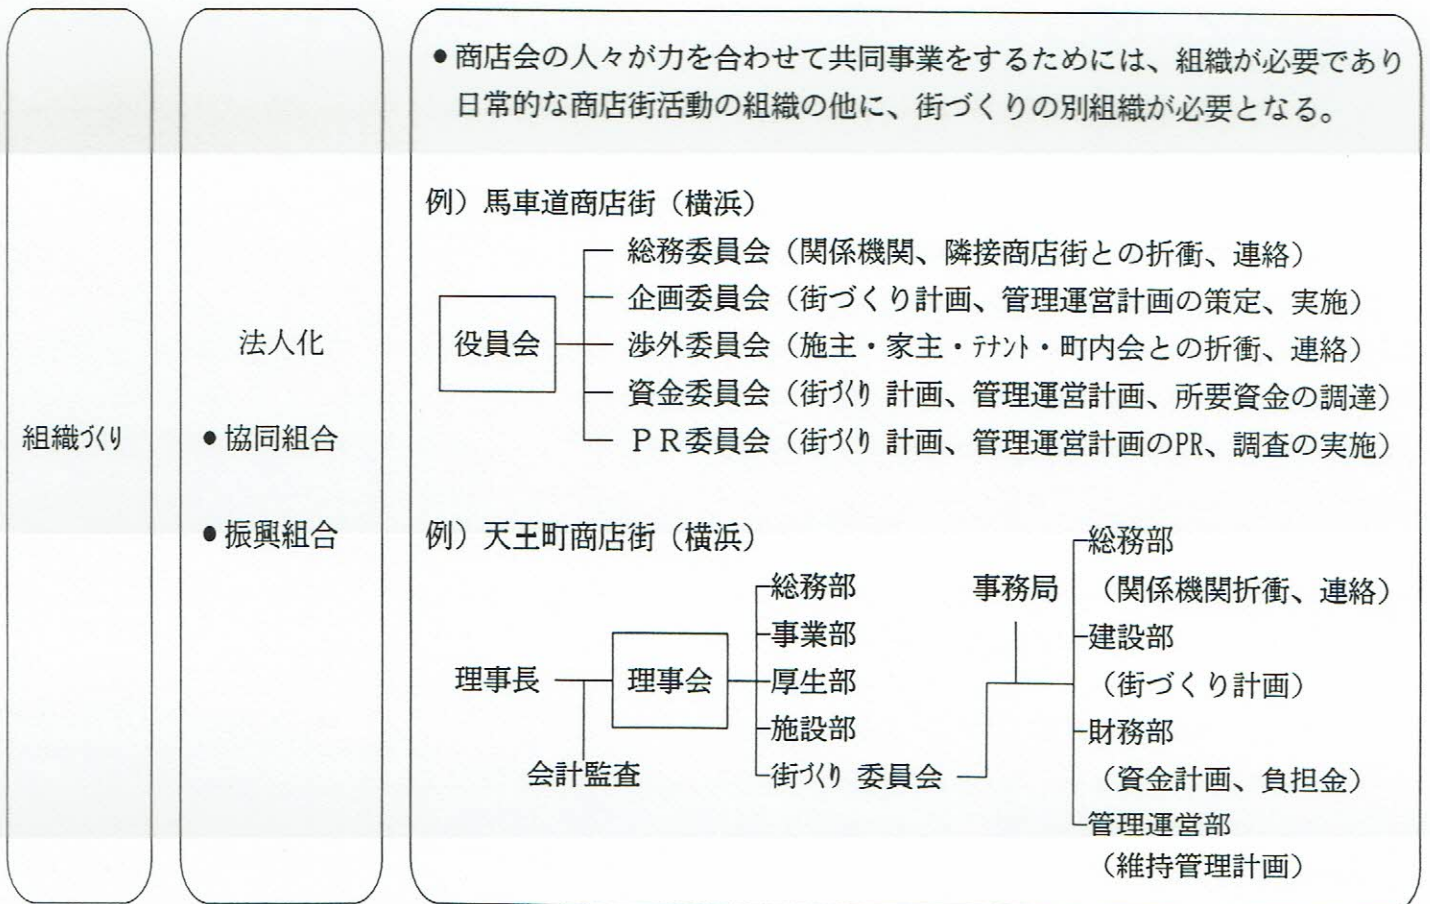 組織づくり
法人化
●協同組合
●振興組合
●商店会の人々が力を合わせて共同事業をするためには、組織が必要であり
日常的な商店街活動の組織の他に、街づくりの別組織が必要となる。
例）馬車道商店街（横浜）
役員会
総務委員会（関係機関、隣接商店街との折衝、連絡）
企画委員会（街づくり計画、管理運営計画の策定、実施）
渉外委員会（施主・家主・ﾃﾅﾝﾄ・町内会との折衝、連絡）
資金委員会（街づくり 計画、管理運営計画、所要資金の調達）
ＰＲ委員会（街づくり 計画、管理運営計画のPR、調査の実施）
例）天王町商店街（横浜）
理事長
理事会
会計監査
総務部
事業部
厚生部
施設部
街づくり 委員会
事務局
総務部
（関係機関折衝、連絡）
建設部
（街づくり計画）
財務部
（資金計画、負担金）
管理運営部
（維持管理計画）